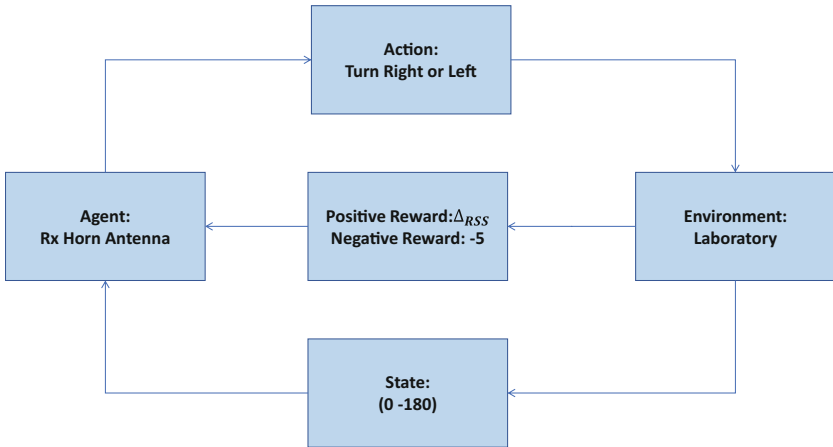 Action:
Turn Right or Left
Agent:
Rx Horn Antenna
Positive Reward:Δ_RSS
Negative Reward: -5
Environment:
Laboratory
State:
(0 -180)